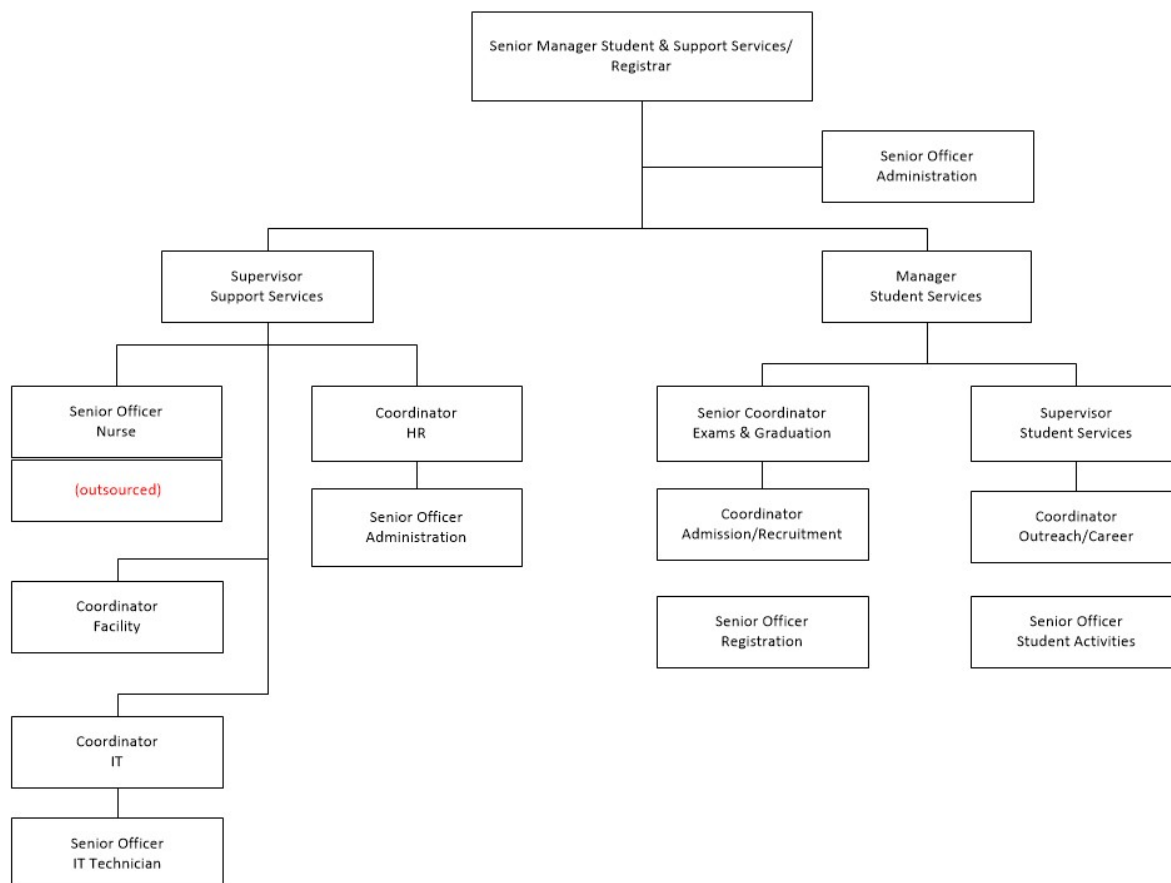 Senior Manager Student & Support Services/
Registrar
Senior Officer
Administration
Supervisor
Support Services
Manager
Student Services
Senior Officer
Nurse
(outsourced)
Coordinator
HR
Senior Officer
Administration
Senior Coordinator
Exams & Graduation
Supervisor
Student Services
Coordinator
Admission/Recruitment
Coordinator
Outreach/Career
Coordinator
Facility
Senior Officer
Registration
Senior Officer
Student Activities
Coordinator
IT
Senior Officer
IT Technician